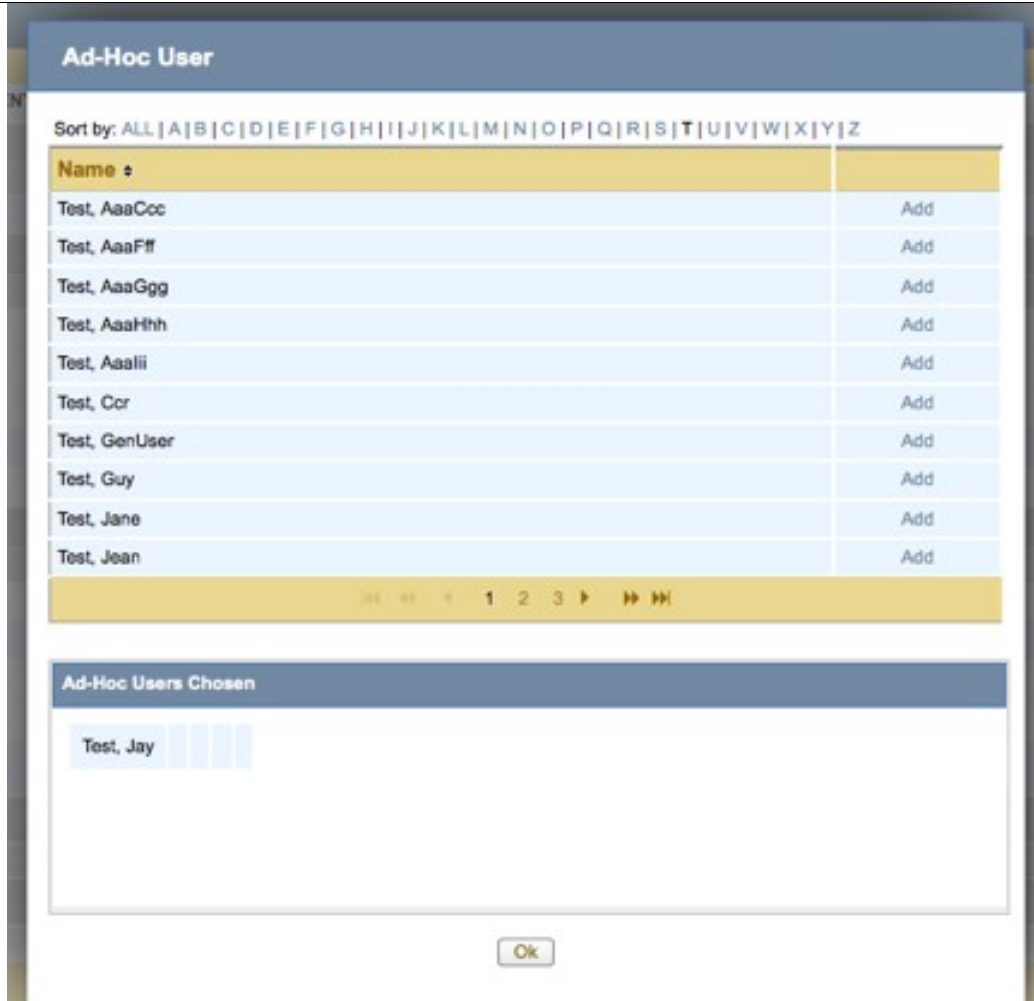 Ad-Hoc User
Sort by: ALL | A | B | C | D | E | F | G | H | I | J | K | L | M | N | O | P | Q | R | S | T | U | V | W | X | Y | Z
Name
Test, AaaCcc Add
Test, AaaFff Add
Test, AaaGgg Add
Test, AaaHhh Add
Test, AaaIii Add
Test, Ccr Add
Test, GenUser Add
Test, Guy Add
Test, Jane Add
Test, Jean Add
1 2 3
Ad-Hoc Users Chosen
Test, Jay
Ok